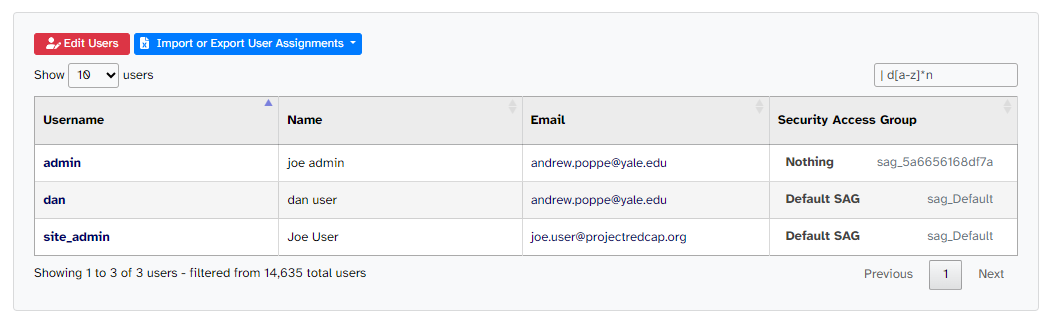 Edit Users Import or Export User Assignments
Show 10 users | d[a-z]*n
Username Name Email Security Access Group
admin joe admin andrew.poppe@yale.edu Nothing sag_5a6656168df7a
dan dan user andrew.poppe@yale.edu Default SAG sag_Default
site_admin Joe User joe.user@projectredcap.org Default SAG sag_Default
Showing 1 to 3 of 3 users - filtered from 14,635 total users Previous 1 Next